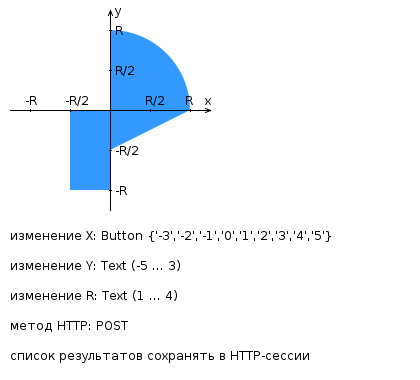 y
R
R/2
-R -R/2 R/2 R x
-R/2
-R
изменение X: Button {'-3','-2','-1','0','1','2','3','4','5'}
изменение Y: Text (-5 ... 3)
изменение R: Text (1 ... 4)
метод HTTP: POST
список результатов сохранять в HTTP-сессии